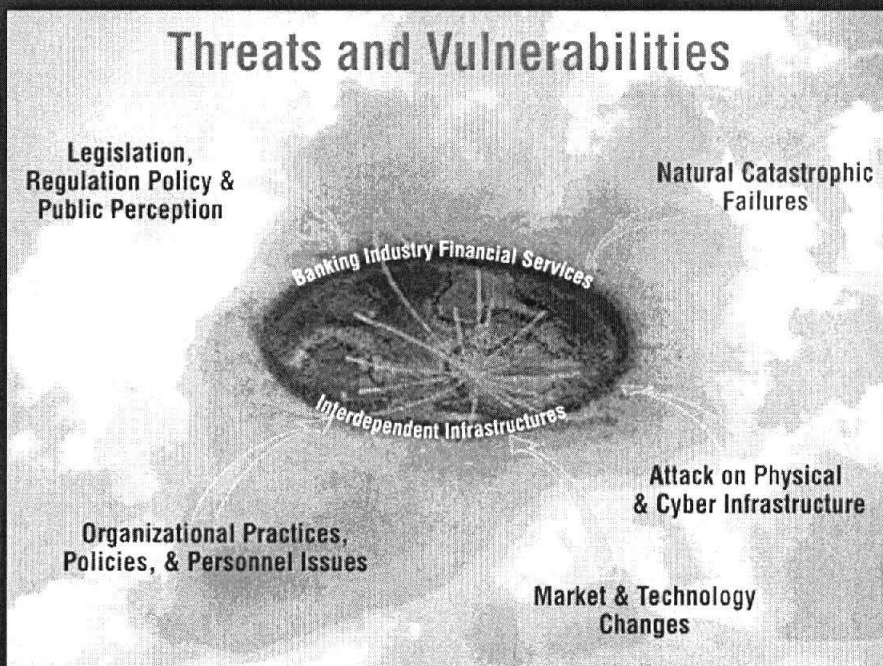 Threats and Vulnerabilities
Legislation,
Regulation Policy &
Public Perception
Natural Catastrophic
Failures
Banking Industry Financial Services
Interdependent Infrastructures
Attack on Physical
& Cyber Infrastructure
Organizational Practices,
Policies, & Personnel Issues
Market & Technology
Changes